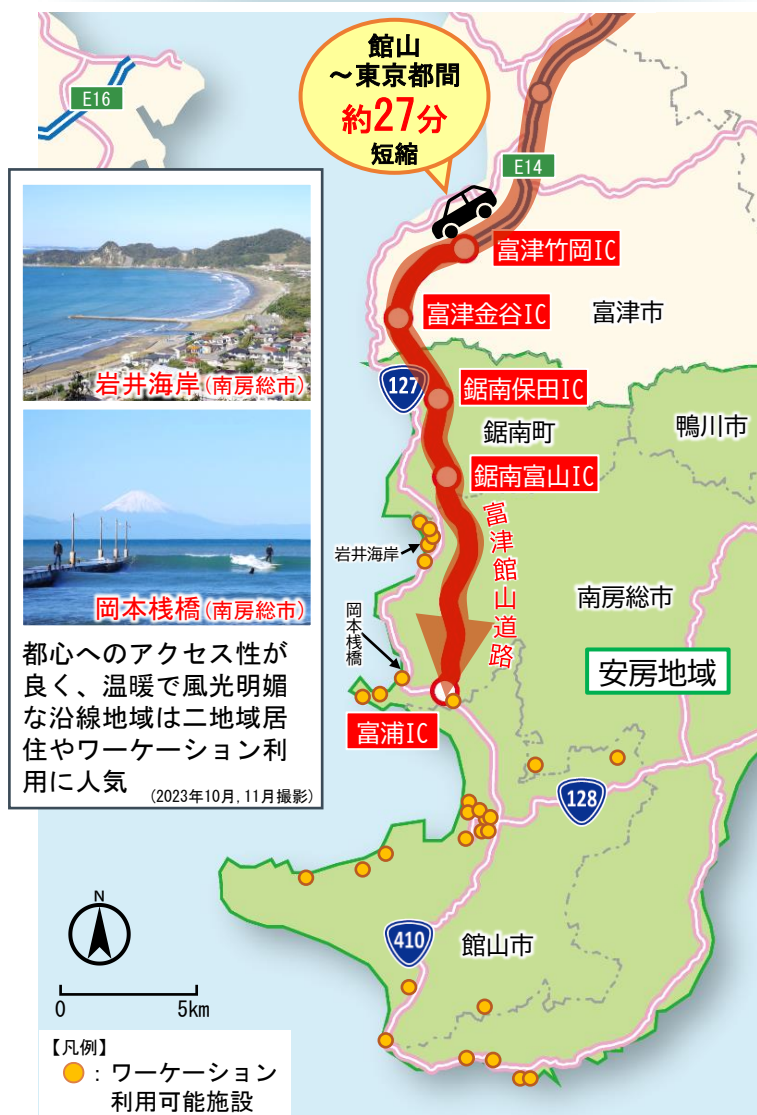 館山
～東京都間
約27分
短縮
E16
E14
富津竹岡IC
富津金谷IC
富津市
127
鋸南保田IC
鋸南町
鴨川市
鋸南富山IC
富津館山道路
岩井海岸
岡本桟橋
南房総市
安房地域
富浦IC
128
410
館山市
岩井海岸(南房総市)
岡本桟橋(南房総市)
都心へのアクセス性が
良く、温暖で風光明媚
な沿線地域は二地域居
住やワーケーション利
用に人気
(2023年10月,11月撮影)
N
0 5km
【凡例】
：ワーケーション
利用可能施設